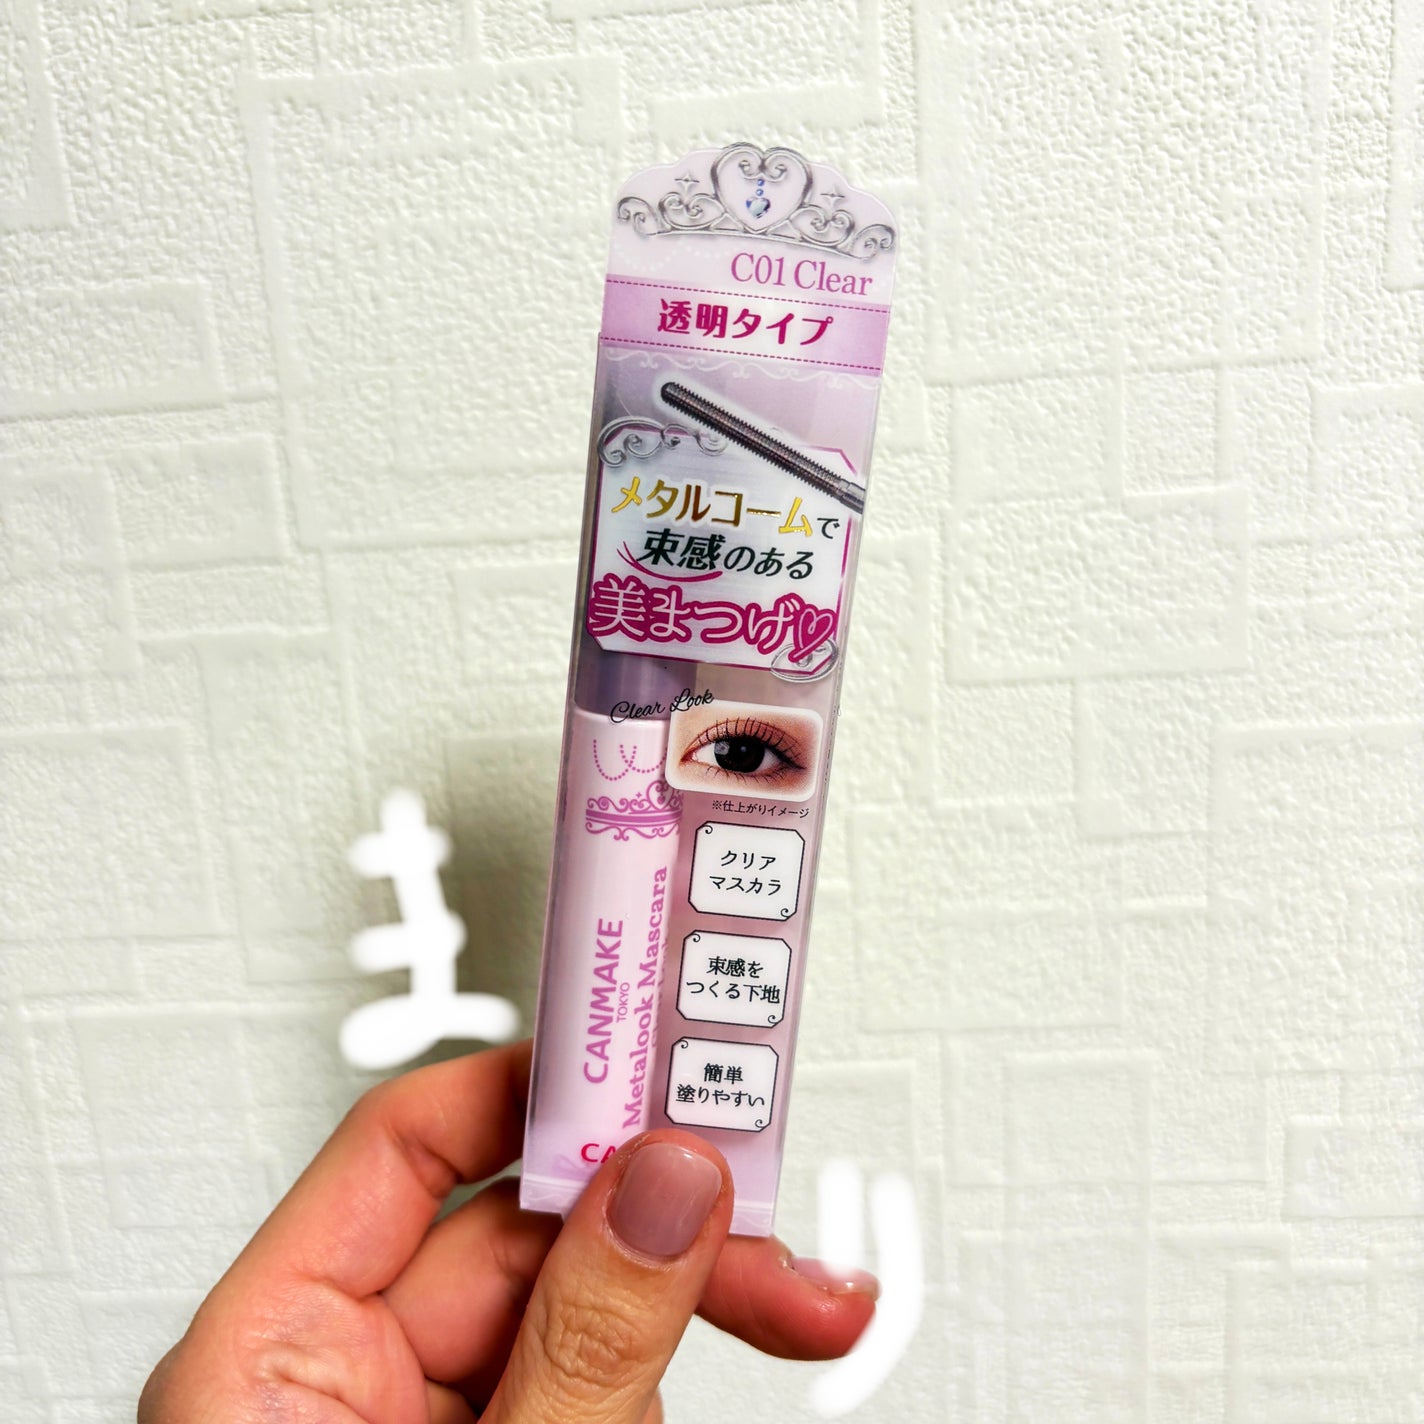 C01 Clear
透明タイプ
メタルコームで
束感のある
美まつげ♡
Clear Look
※仕上がりイメージ
クリア
マスカラ
束感を
つくる下地
簡単
塗りやすい
CANMAKE
TOKYO
Metalook Mascara
CA
ま
り